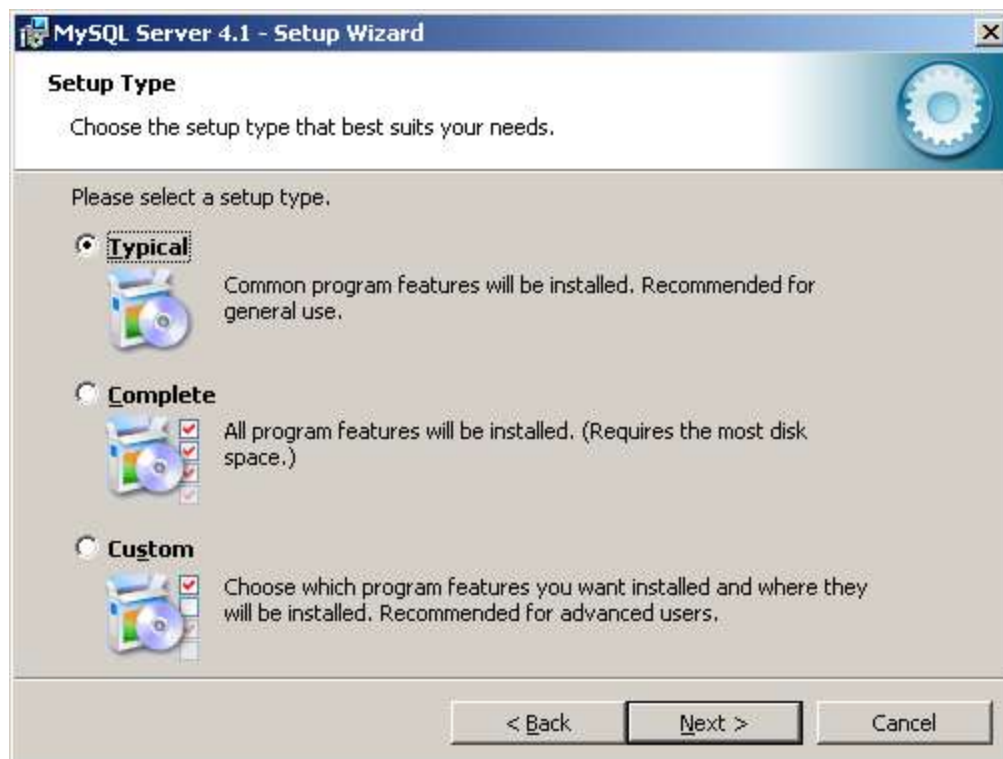 MySQL Server 4.1 - Setup Wizard
Setup Type
Choose the setup type that best suits your needs.
Please select a setup type.
Typical
Common program features will be installed. Recommended for
general use.
Complete
All program features will be installed. (Requires the most disk
space.)
Custom
Choose which program features you want installed and where they
will be installed. Recommended for advanced users.
< Back
Next >
Cancel